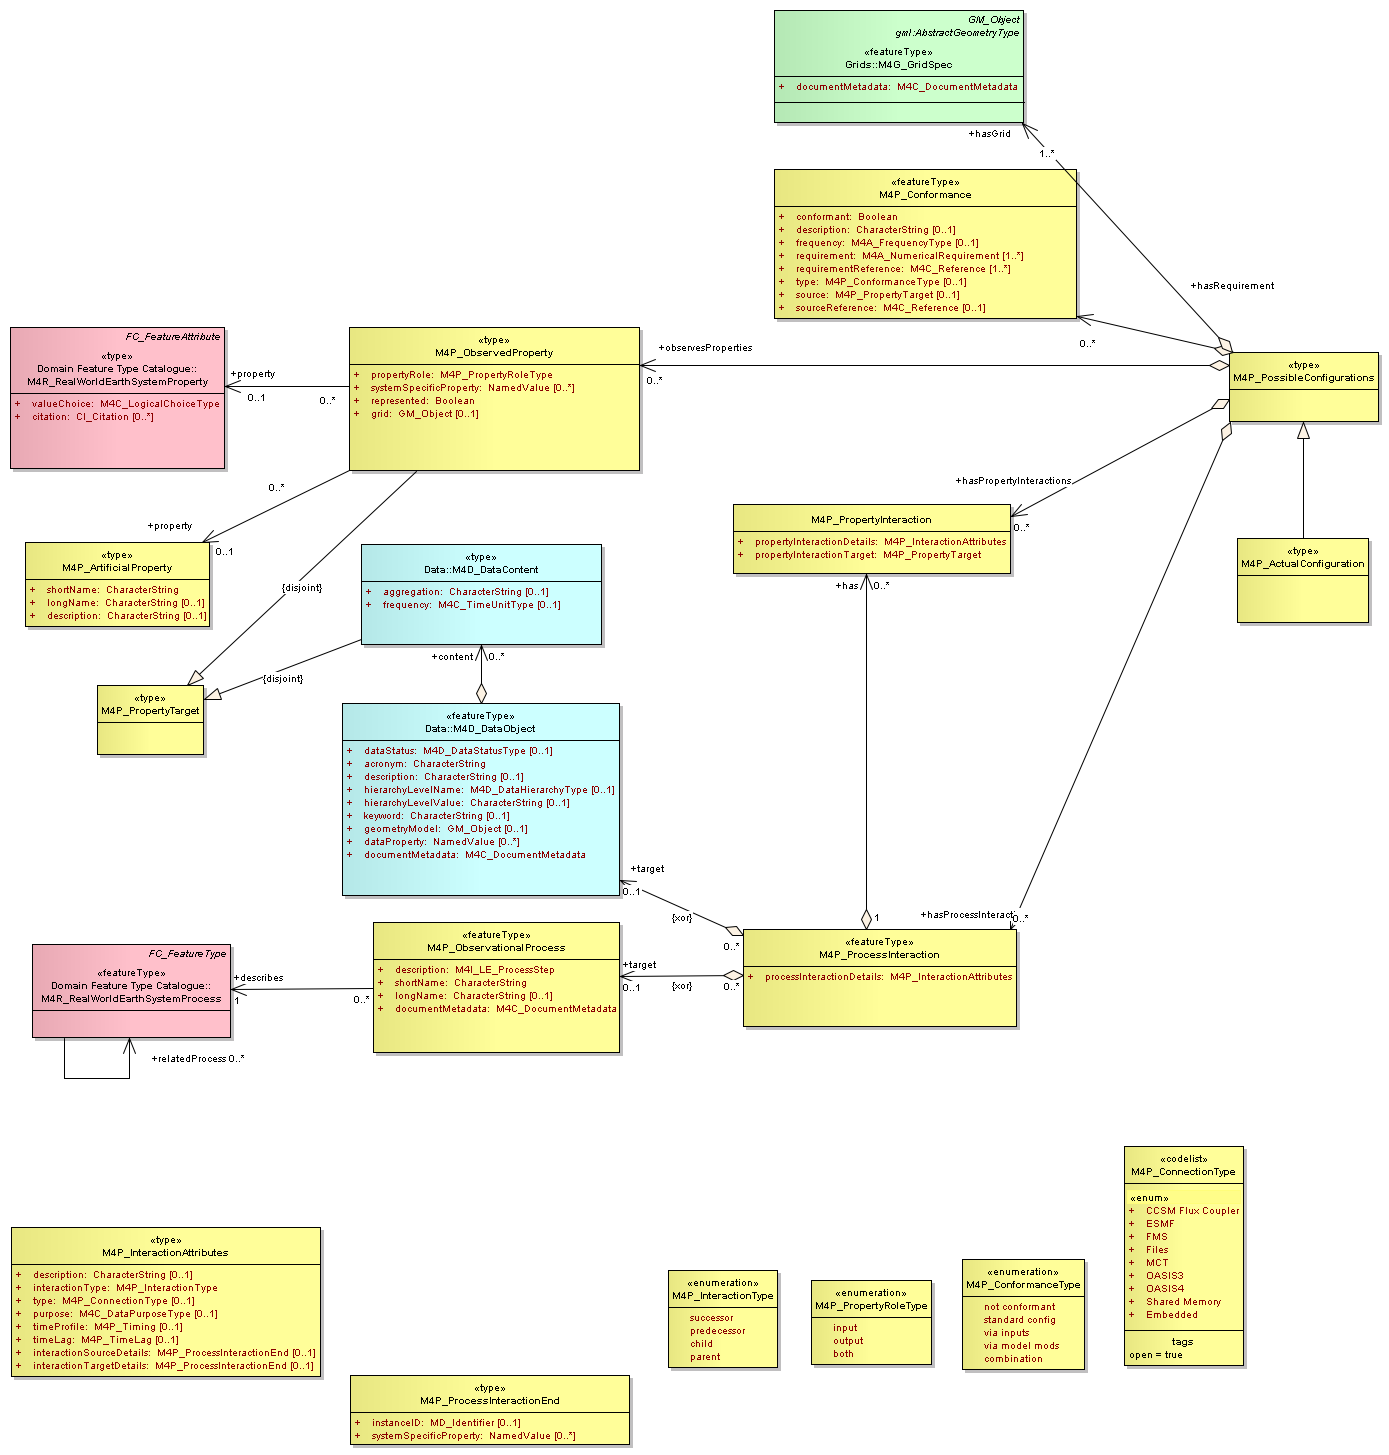 GM_Object
gml:AbstractGeometryType
«featureType»
Grids::M4G_GridSpec
+ documentMetadata: M4C_DocumentMetadata
+hasGrid
1..*
«featureType»
M4P_Conformance
+ conformant: Boolean
+ description: CharacterString [0..1]
+ frequency: M4A_FrequencyType [0..1]
+ requirement: M4A_NumericalRequirement [1..*]
+ requirementReference: M4C_Reference [1..*]
+ type: M4P_ConformanceType [0..1]
+ source: M4P_PropertyTarget [0..1]
+ sourceReference: M4C_Reference [0..1]
+hasRequirement
0..*
FC_FeatureAttribute
«type»
Domain Feature Type Catalogue::
M4R_RealWorldEarthSystemProperty
+ valueChoice: M4C_LogicalChoiceType
+ citation: CI_Citation [0..*]
+property
0..1
0..*
«type»
M4P_ObservedProperty
+ propertyRole: M4P_PropertyRoleType
+ systemSpecificProperty: NamedValue [0..*]
+ represented: Boolean
+ grid: GM_Object [0..1]
+observesProperties
0..*
«type»
M4P_PossibleConfigurations
0..*
+property
0..1
«type»
M4P_ArtificialProperty
+ shortName: CharacterString
+ longName: CharacterString [0..1]
+ description: CharacterString [0..1]
{disjoint}
«type»
Data::M4D_DataContent
+ aggregation: CharacterString [0..1]
+ frequency: M4C_TimeUnitType [0..1]
+hasPropertyInteractions
0..*
M4P_PropertyInteraction
+ propertyInteractionDetails: M4P_InteractionAttributes
+ propertyInteractionTarget: M4P_PropertyTarget
+has
0..*
«type»
M4P_ActualConfiguration
+content
0..*
{disjoint}
«type»
M4P_PropertyTarget
«featureType»
Data::M4D_DataObject
+ dataStatus: M4D_DataStatusType [0..1]
+ acronym: CharacterString
+ description: CharacterString [0..1]
+ hierarchyLevelName: M4D_DataHierarchyType [0..1]
+ hierarchyLevelValue: CharacterString [0..1]
+ keyword: CharacterString [0..1]
+ geometryModel: GM_Object [0..1]
+ dataProperty: NamedValue [0..*]
+ documentMetadata: M4C_DocumentMetadata
+target
0..1
{xor}
0..*
1
+hasProcessInteract
0..*
«featureType»
M4P_ProcessInteraction
+ processInteractionDetails: M4P_InteractionAttributes
+target
0..1
{xor}
0..*
«featureType»
M4P_ObservationalProcess
+ description: M4I_LE_ProcessStep
+ shortName: CharacterString
+ longName: CharacterString [0..1]
+ documentMetadata: M4C_DocumentMetadata
FC_FeatureType
«featureType»
Domain Feature Type Catalogue::
M4R_RealWorldEarthSystemProcess
+describes
1
0..*
+relatedProcess 0..*
«codelist»
M4P_ConnectionType
«enum»
+ CCSM Flux Coupler
+ ESMF
+ FMS
+ Files
+ MCT
+ OASIS3
+ OASIS4
+ Shared Memory
+ Embedded
tags
open = true
«type»
M4P_InteractionAttributes
+ description: CharacterString [0..1]
+ interactionType: M4P_InteractionType
+ type: M4P_ConnectionType [0..1]
+ purpose: M4C_DataPurposeType [0..1]
+ timeProfile: M4P_Timing [0..1]
+ timeLag: M4P_TimeLag [0..1]
+ interactionSourceDetails: M4P_ProcessInteractionEnd [0..1]
+ interactionTargetDetails: M4P_ProcessInteractionEnd [0..1]
«enumeration»
M4P_InteractionType
successor
predecessor
child
parent
«enumeration»
M4P_PropertyRoleType
input
output
both
«enumeration»
M4P_ConformanceType
not conformant
standard config
via inputs
via model mods
combination
«type»
M4P_ProcessInteractionEnd
+ instanceID: MD_Identifier [0..1]
+ systemSpecificProperty: NamedValue [0..*]